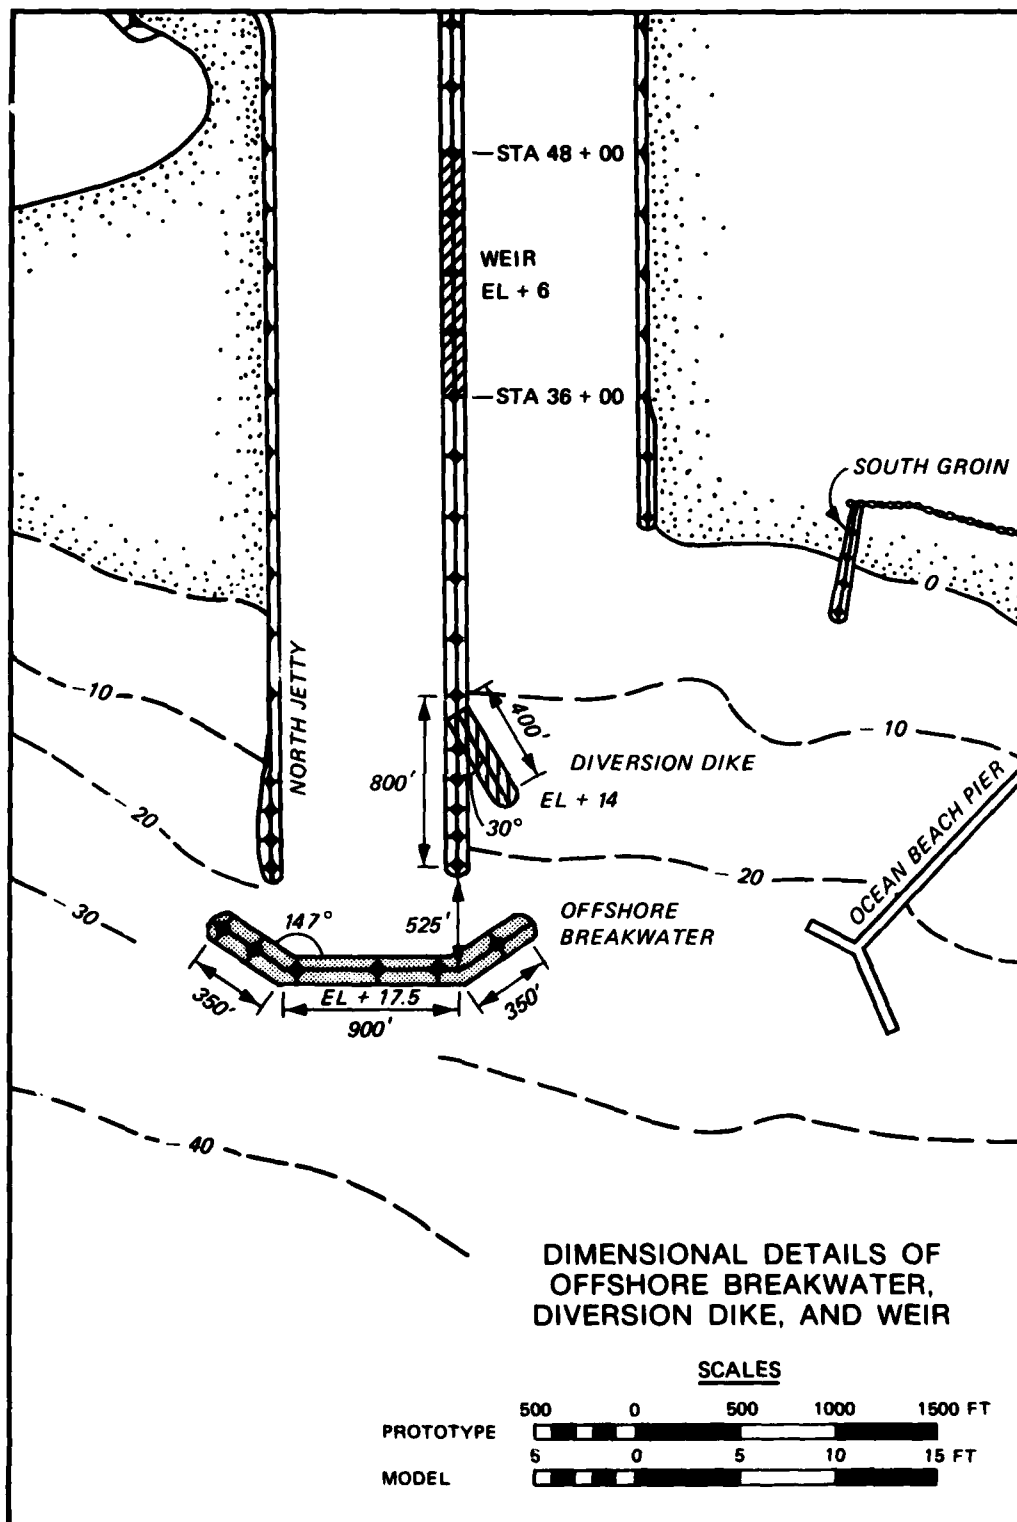 STA 48 + 00
WEIR
EL + 6
STA 36 + 00
SOUTH GROIN
0
-10
NORTH JETTY
400'
- 10
800'
DIVERSION DIKE
EL + 14
30°
-20
-20
OCEAN BEACH PIER
-30
147°
525'
OFFSHORE
BREAKWATER
350'
EL + 17.5
900'
350'
- 40
DIMENSIONAL DETAILS OF
OFFSHORE BREAKWATER,
DIVERSION DIKE, AND WEIR
SCALES
500 0 500 1000 1500 FT
PROTOTYPE
5 0 5 10 15 FT
MODEL